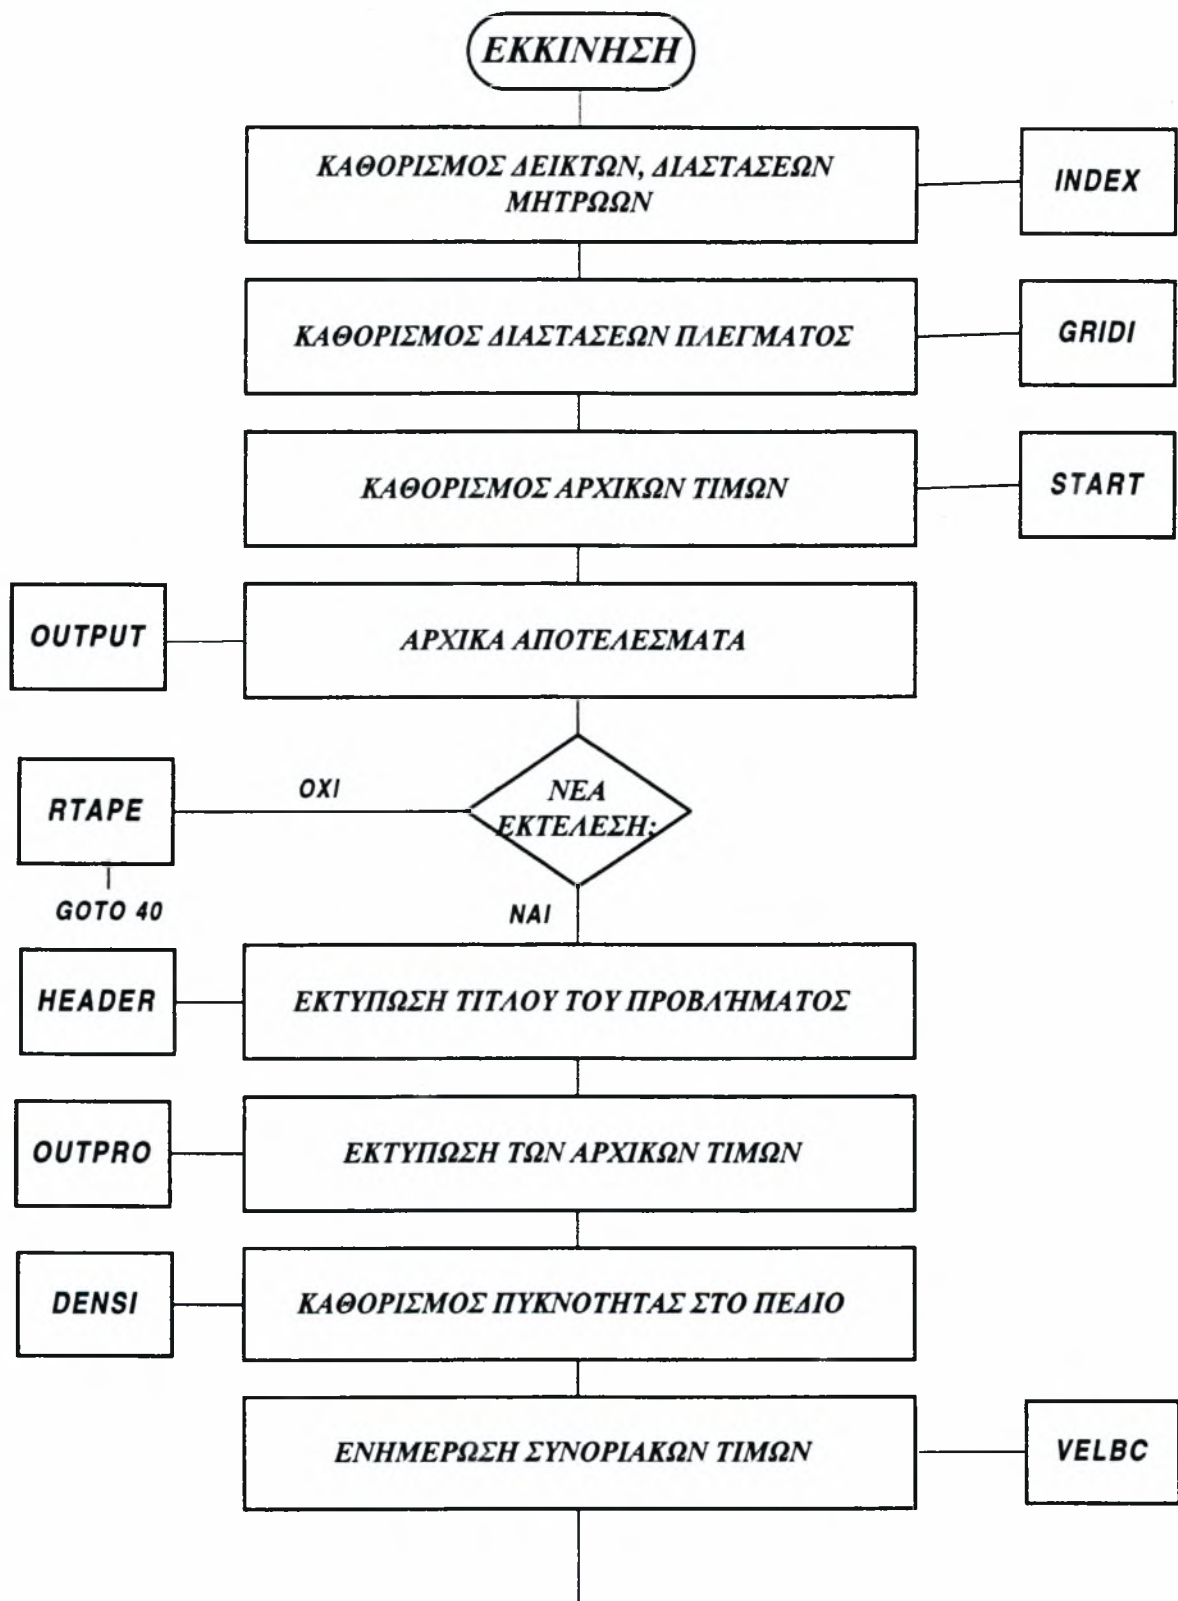 ΕΚΚΙΝΗΣΗ
ΚΑΘΟΡΙΣΜΟΣ ΔΕΙΚΤΩΝ, ΔΙΑΣΤΑΣΕΩΝ
ΜΗΤΡΩΩΝ
INDEX
ΚΑΘΟΡΙΣΜΟΣ ΔΙΑΣΤΑΣΕΩΝ ΠΛΕΓΜΑΤΟΣ
GRIDI
ΚΑΘΟΡΙΣΜΟΣ ΑΡΧΙΚΩΝ ΤΙΜΩΝ
START
OUTPUT
ΑΡΧΙΚΑ ΑΠΟΤΕΛΕΣΜΑΤΑ
RTAPE
ΟΧΙ
ΝΕΑ
ΕΚΤΕΛΕΣΗ;
GOTO 40
ΝΑΙ
HEADER
ΕΚΤΥΠΩΣΗ ΤΙΤΛΟΥ ΤΟΥ ΠΡΟΒΛΉΜΑΤΟΣ
OUTPRO
ΕΚΤΥΠΩΣΗ ΤΩΝ ΑΡΧΙΚΩΝ ΤΙΜΩΝ
DENSI
ΚΑΘΟΡΙΣΜΟΣ ΠΥΚΝΟΤΗΤΑΣ ΣΤΟ ΠΕΔΙΟ
ΕΝΗΜΕΡΩΣΗ ΣΥΝΟΡΙΑΚΩΝ ΤΙΜΩΝ
VELBC